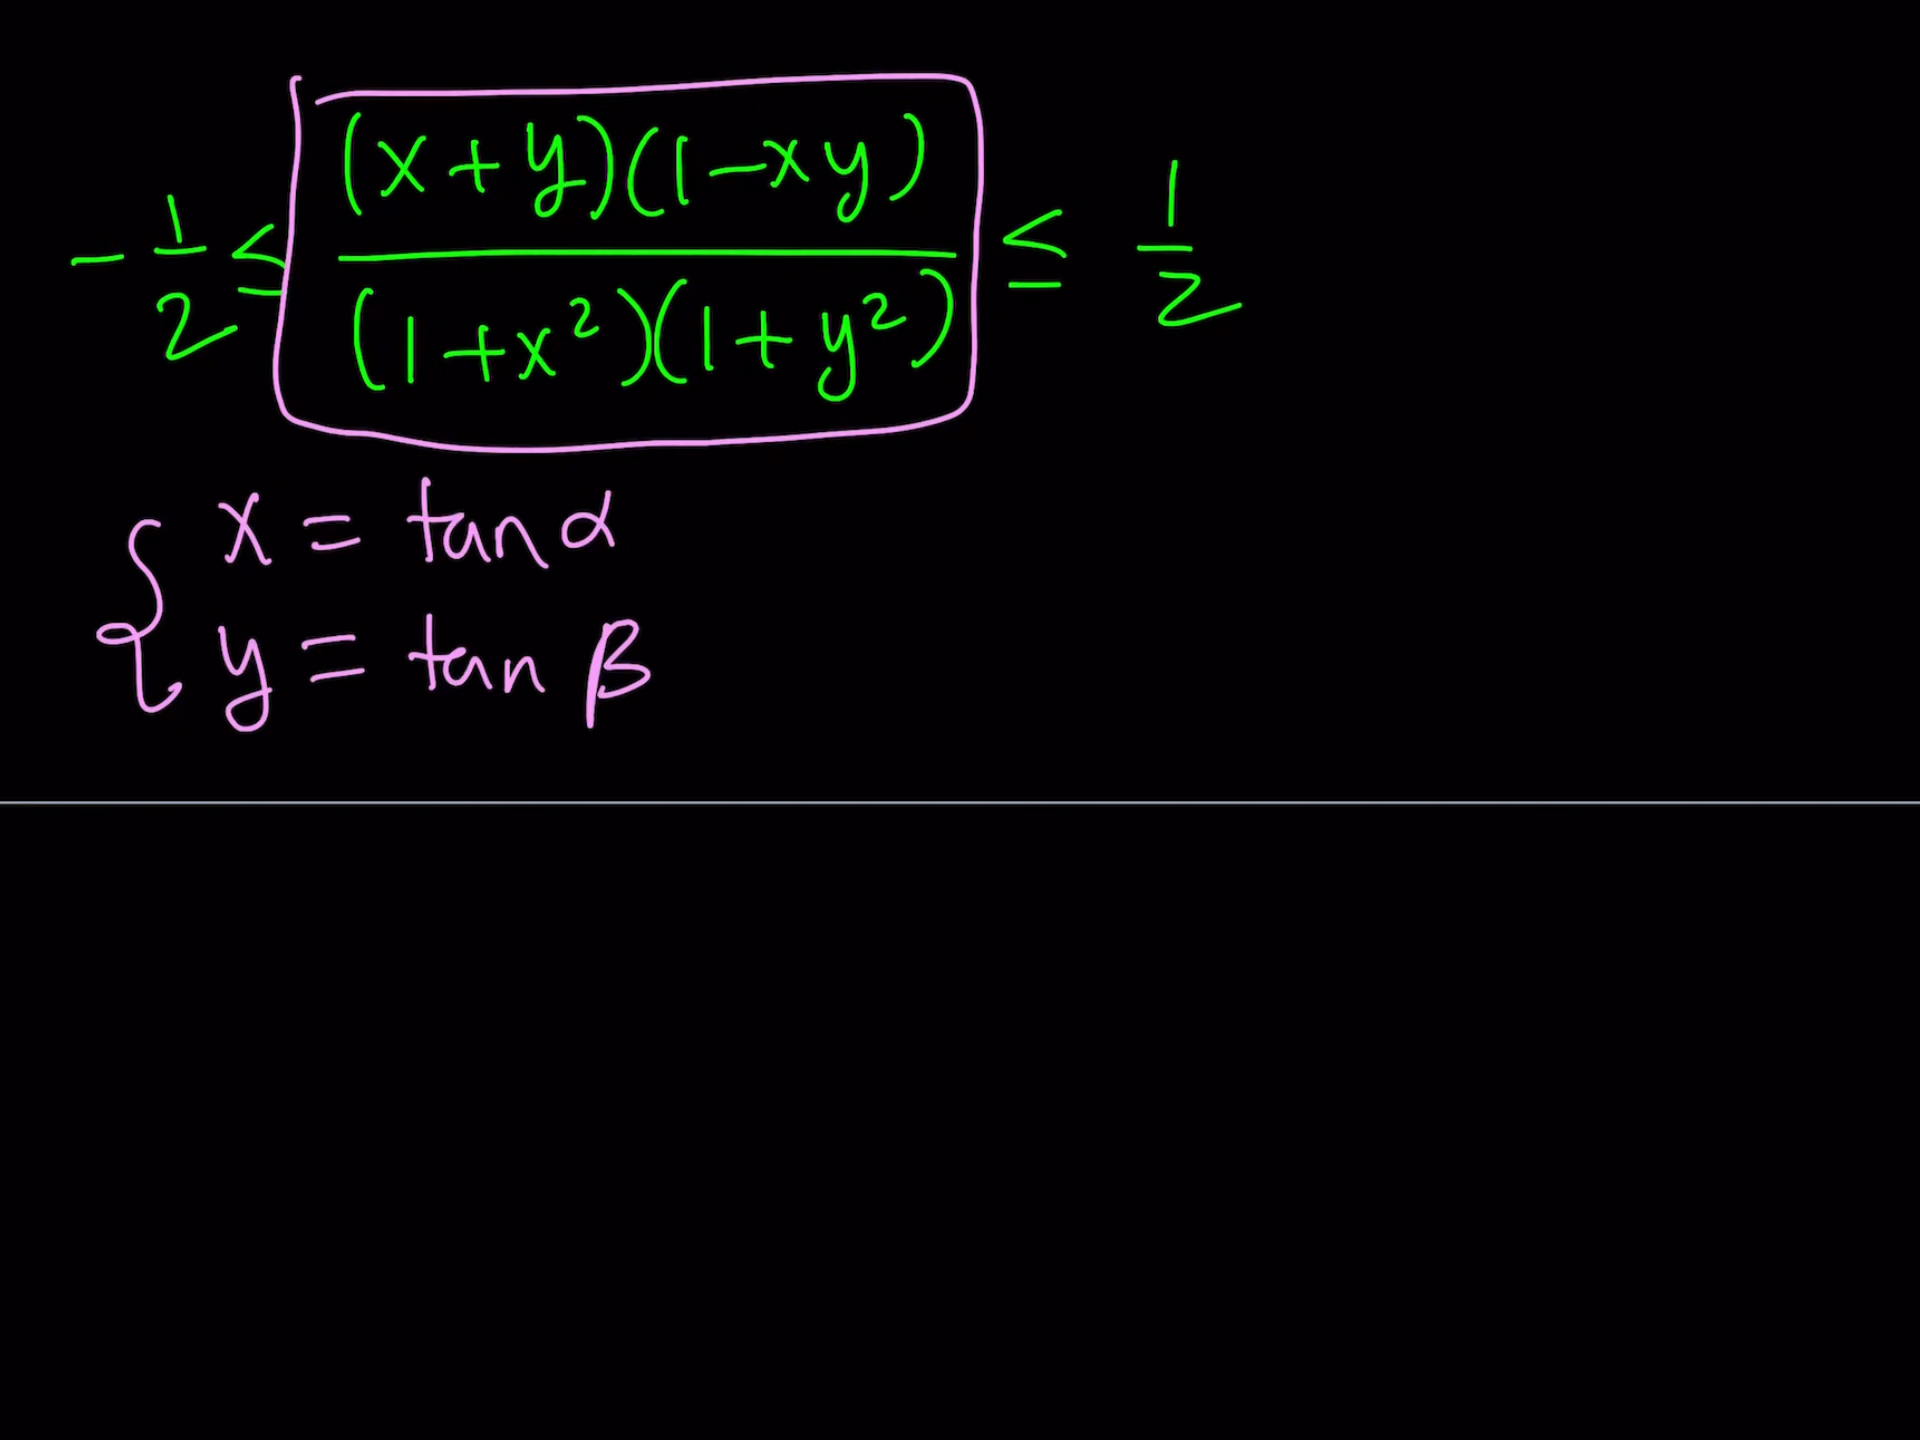 -1/2 ≤ (x+y)(1-xy) / (1+x²)(1+y²) ≤ 1/2
{ x = tan α
y = tan β